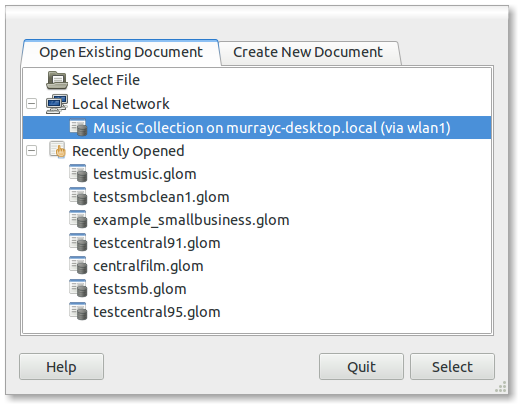 Open Existing Document
Create New Document
Select File
Local Network
Music Collection on murrayc-desktop.local (via wlan1)
Recently Opened
testmusic.glom
testsmbclean1.glom
example_smallbusiness.glom
testcentral91.glom
centralfilm.glom
testsmb.glom
testcentral95.glom
Help
Quit
Select